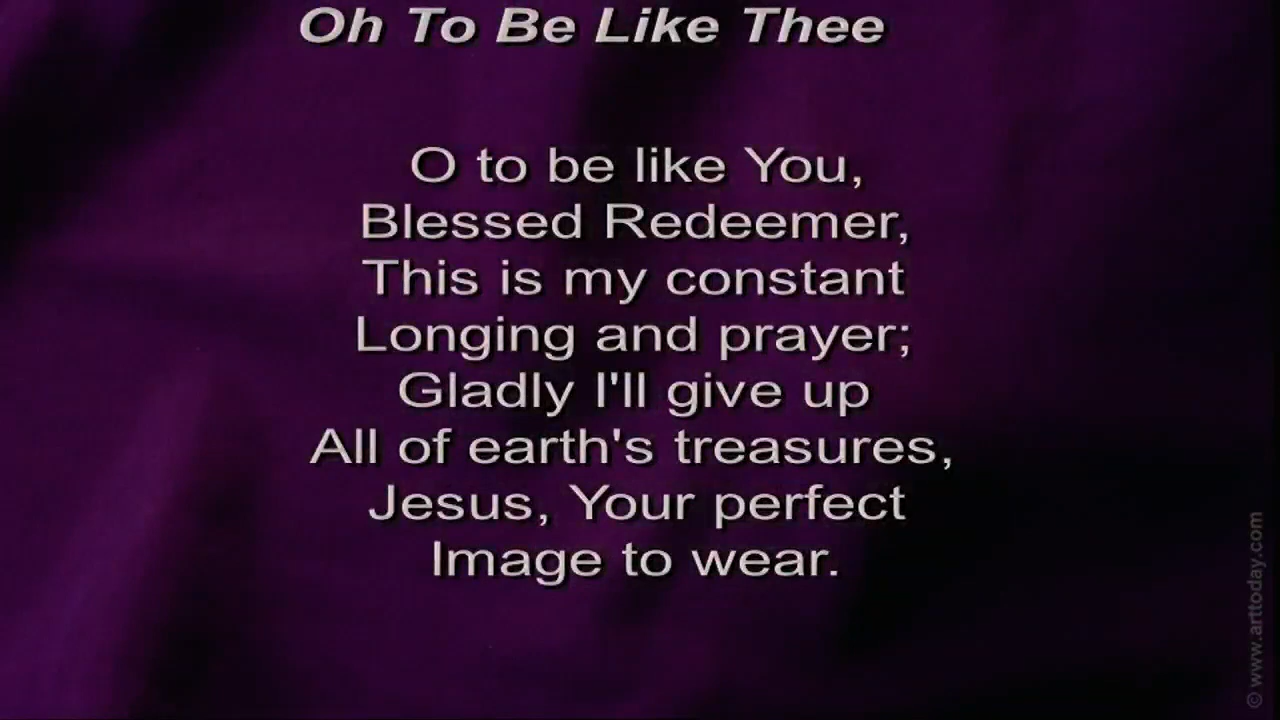 Oh To Be Like Thee
O to be like You,
Blessed Redeemer,
This is my constant
Longing and prayer;
Gladly I'll give up
All of earth's treasures,
Jesus, Your perfect
Image to wear.
© www.arttoday.com